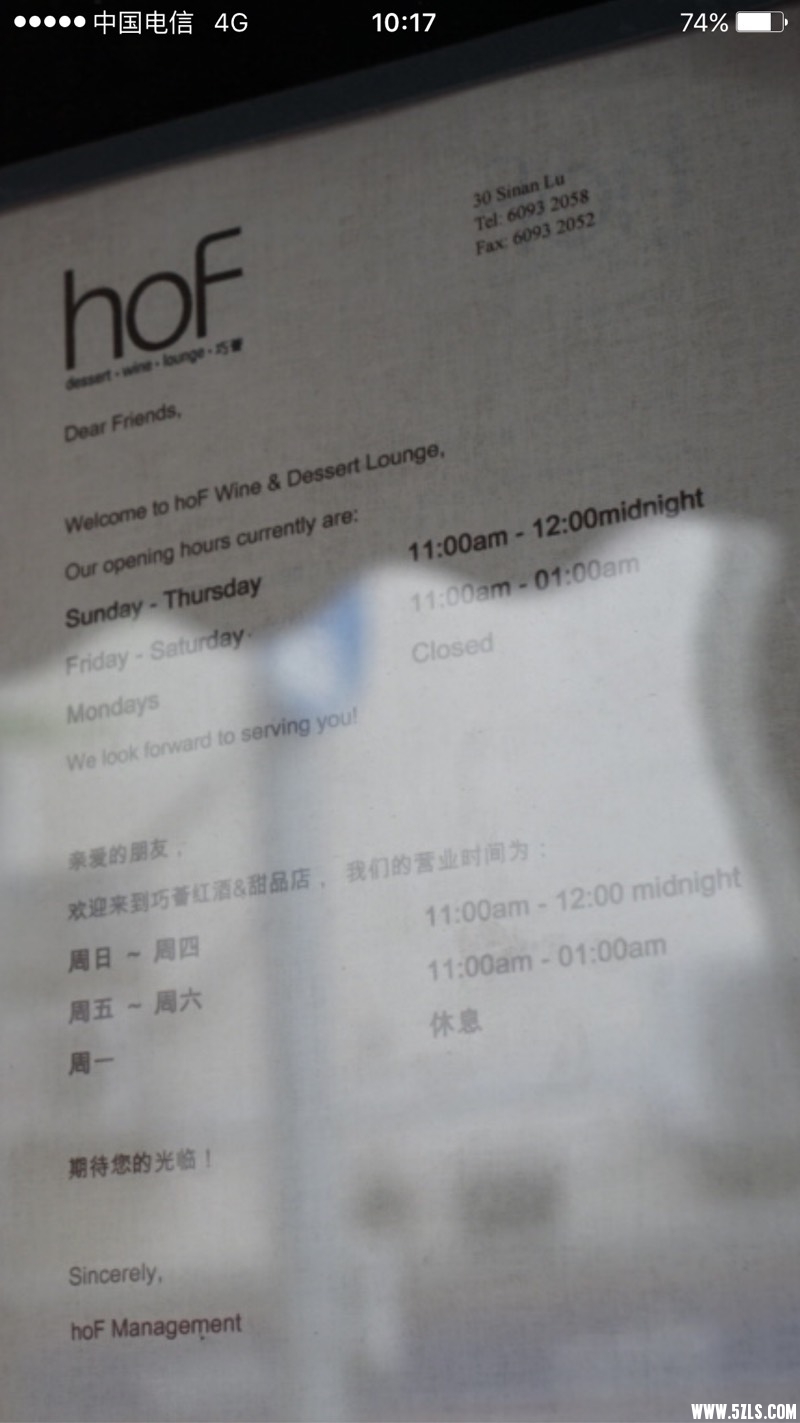 中国电信 4G 10:17 74%
30 Sinan Lu
Tel: 6093 2058
Fax: 6093 2052
hoF
dessert · wine · lounge · 巧薈
Dear Friends,
Welcome to hoF Wine & Dessert Lounge,
Our opening hours currently are:
Sunday - Thursday 11:00am - 12:00midnight
Friday - Saturday 11:00am - 01:00am
Mondays Closed
We look forward to serving you!
亲爱的朋友，
欢迎来到巧薈红酒&甜品店， 我们的营业时间为：
周日 ~ 周四 11:00am - 12:00 midnight
周五 ~ 周六 11:00am - 01:00am
周一 休息
期待您的光临！
Sincerely,
hoF Management
WWW.5ZLS.COM